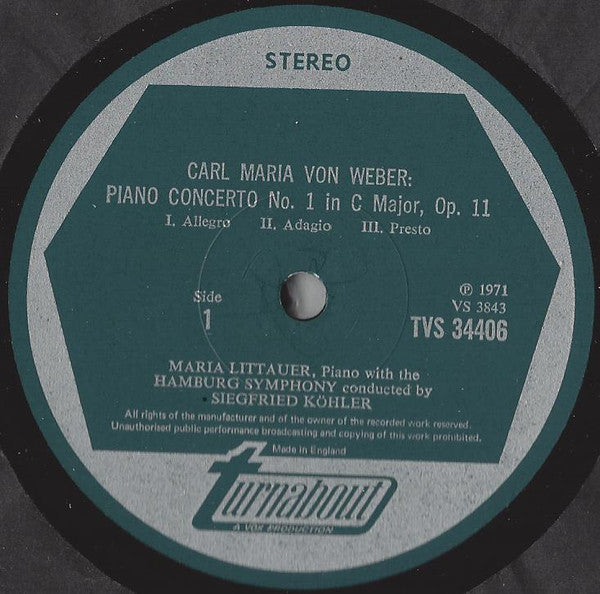 STEREO
CARL MARIA VON WEBER:
PIANO CONCERTO No. 1 in C Major, Op. 11
I. Allegro II. Adagio III. Presto
Side
1
℗ 1971
VS 3843
TVS 34406
MARIA LITTAUER, Piano with the
HAMBURG SYMPHONY conducted by
SIEGFRIED KÖHLER
All rights of the manufacturer and of the owner of the recorded work reserved.
Unauthorised public performance broadcasting and copying of this work prohibited.
Made in England
turnabout
A VOX PRODUCTION